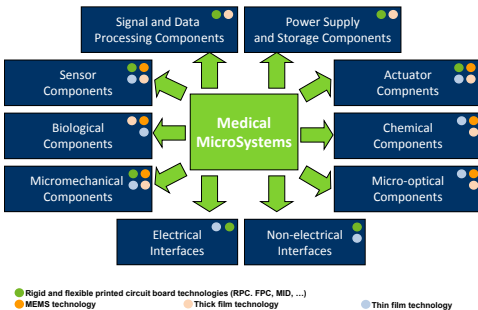 Signal and Data
Processing Components
Power Supply
and Storage Components
Sensor
Components
Actuator
Compnents
Biological
Components
Medical
MicroSystems
Chemical
Components
Micromechanical
Components
Micro-optical
Components
Electrical
Interfaces
Non-electrical
Interfaces
Rigid and flexible printed circuit board technologies (RPC. FPC, MID, ...)
MEMS technology
Thick film technology
Thin film technology